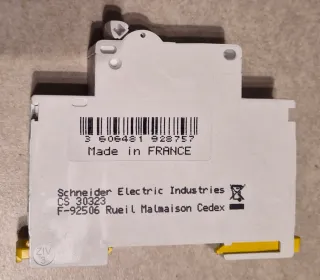 3 606481 928757
Made in FRANCE
Schneider Electric Industries
CS 30323
F-92506 Rueil Malmaison Cedex